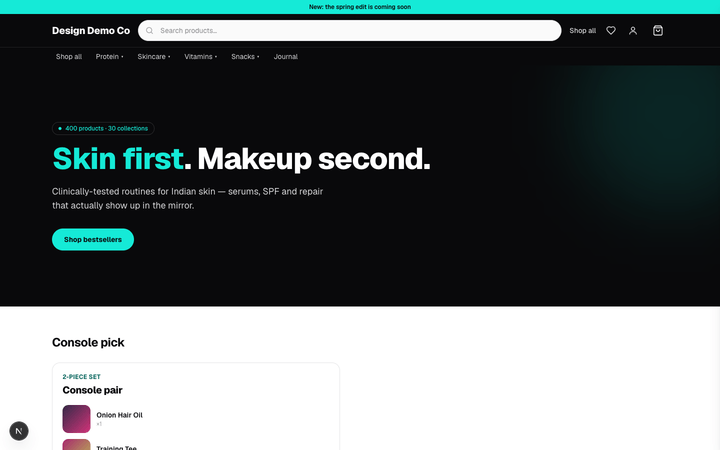 New: the spring edit is coming soon
Design Demo Co
Search products...
Shop all
Shop all
Protein
Skincare
Vitamins
Snacks
Journal
400 products · 30 collections
Skin first. Makeup second.
Clinically-tested routines for Indian skin — serums, SPF and repair
that actually show up in the mirror.
Shop bestsellers
Console pick
2-PIECE SET
Console pair
Onion Hair Oil
×1
Training Tee
N